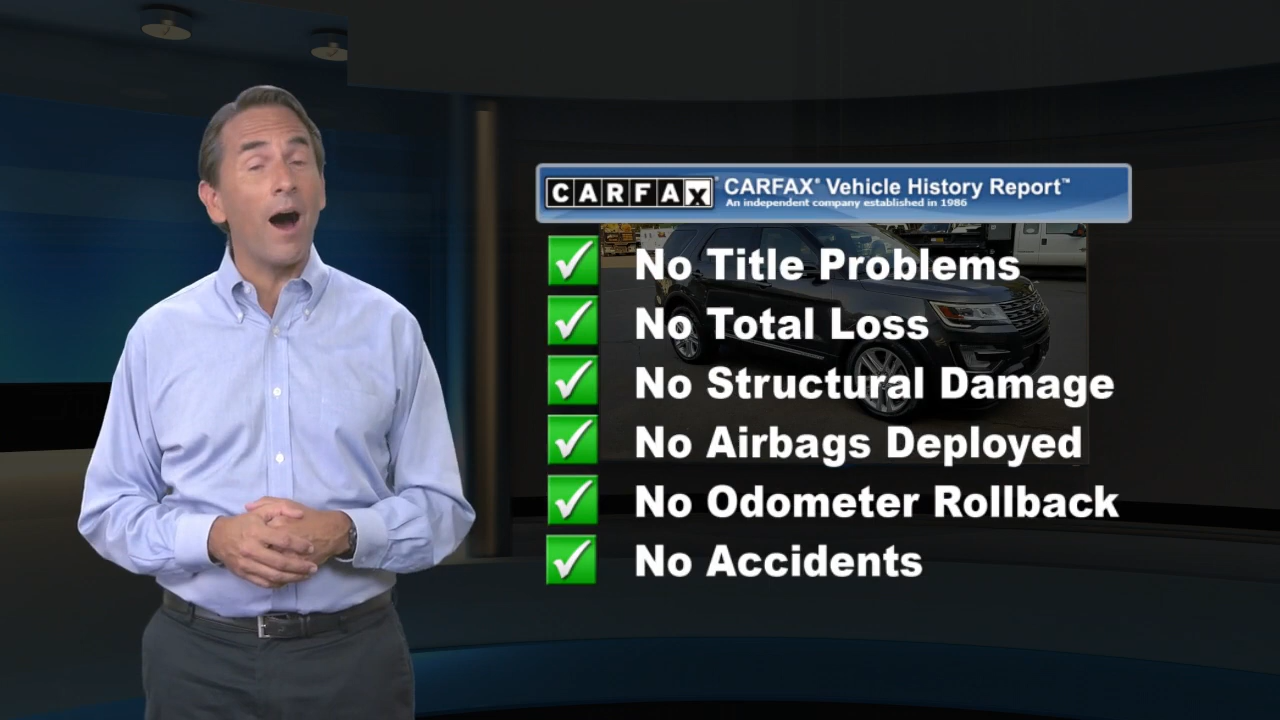 CARFAX® CARFAX® Vehicle History Report™
An independent company established in 1986
No Title Problems
No Total Loss
No Structural Damage
No Airbags Deployed
No Odometer Rollback
No Accidents